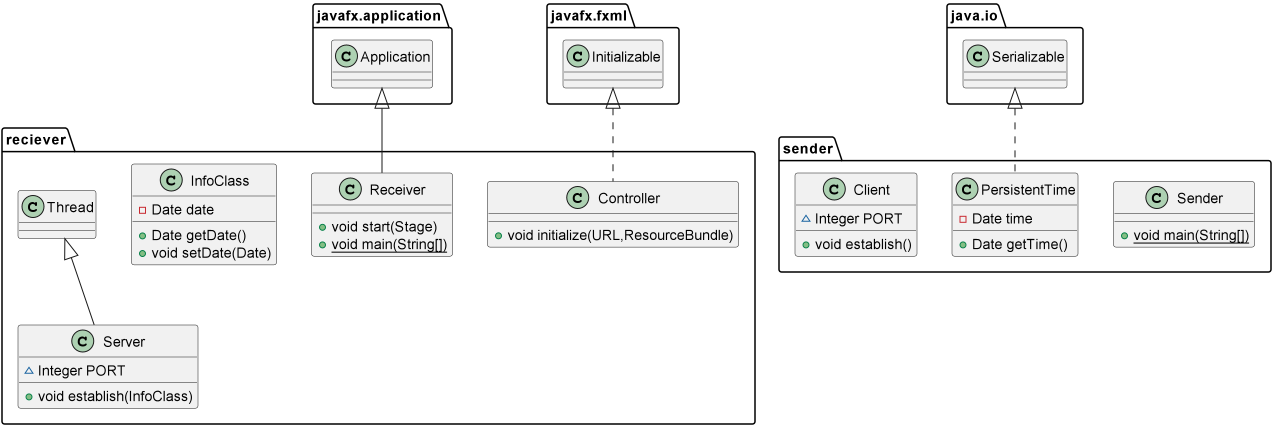 javafx.application
C Application
javafx.fxml
C Initializable
java.io
C Serializable
reciever
C Thread
C InfoClass
Date date
Date getDate()
void setDate(Date)
C Receiver
void start(Stage)
void main(String[])
C Controller
void initialize(URL,ResourceBundle)
C Server
Integer PORT
void establish(InfoClass)
sender
C Client
Integer PORT
void establish()
C PersistentTime
Date time
Date getTime()
C Sender
void main(String[])